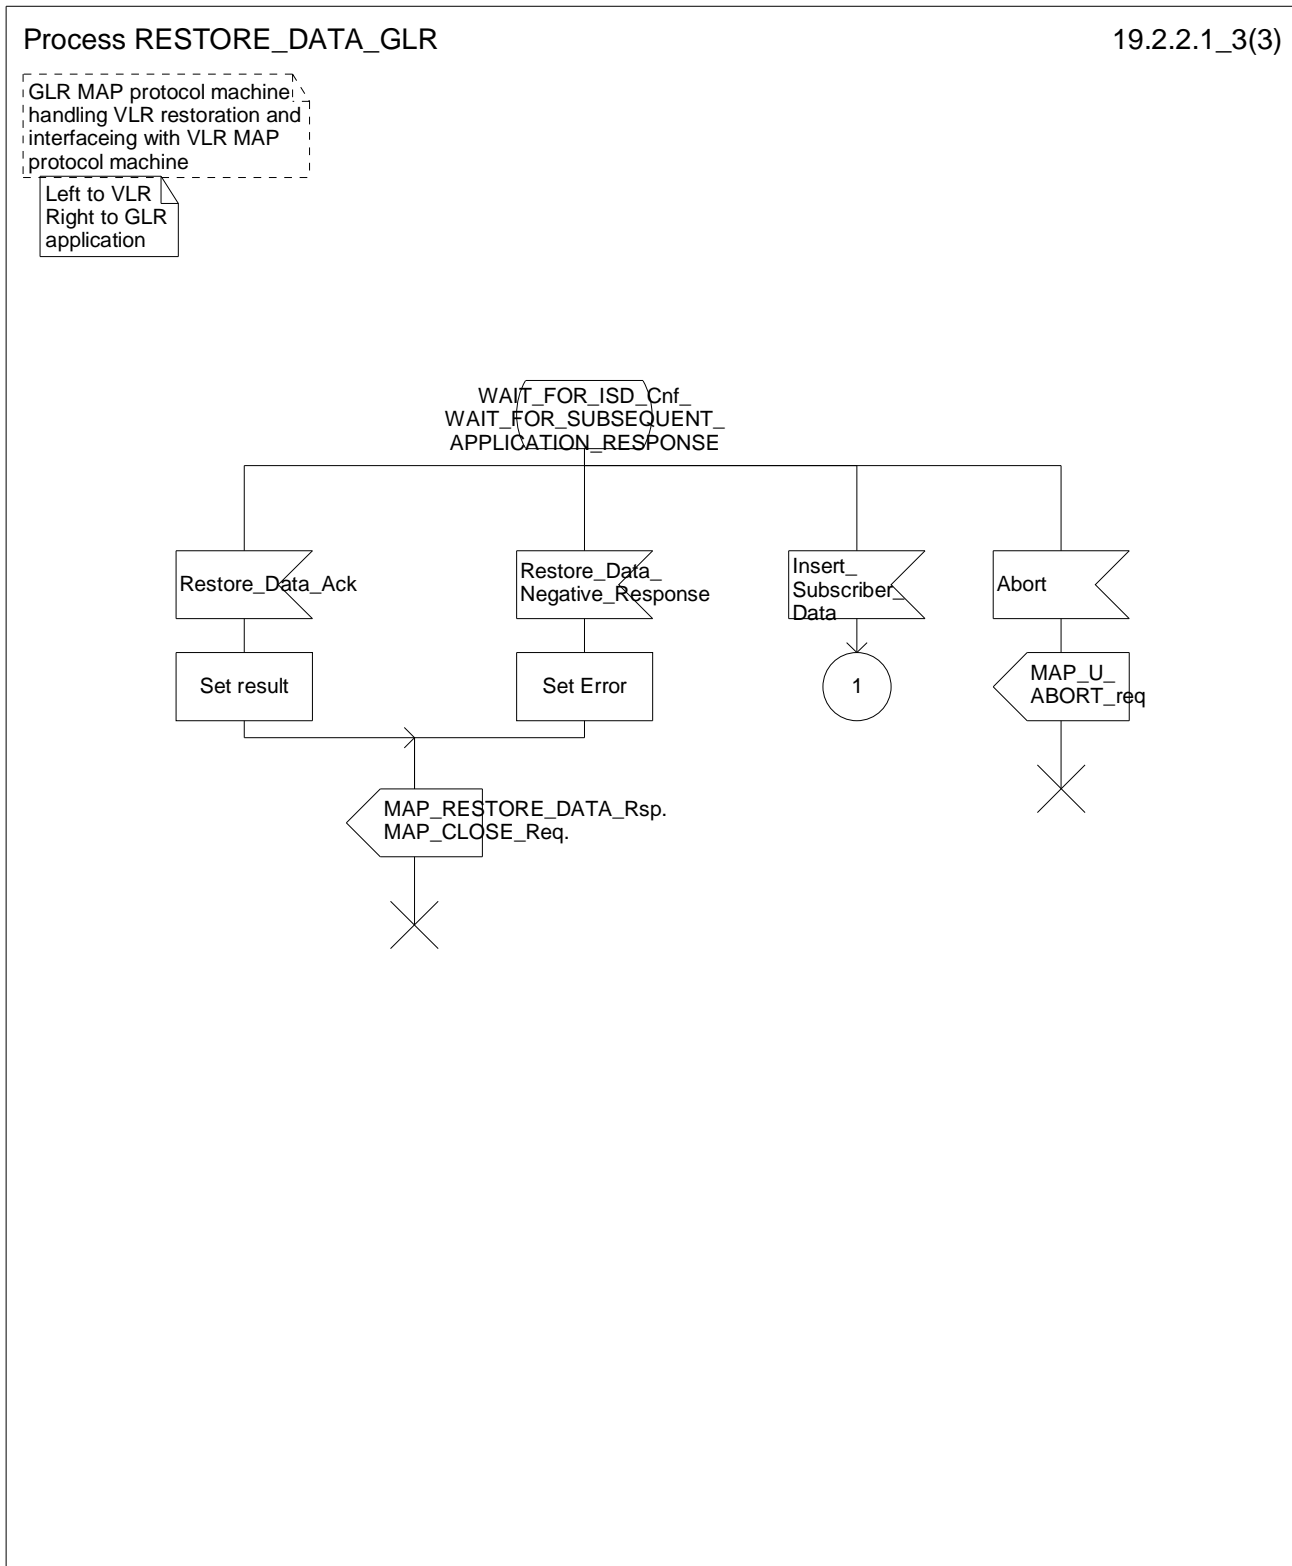 Process RESTORE_DATA_GLR
19.2.2.1_3(3)
GLR MAP protocol machine
handling VLR restoration and
interfaceing with VLR MAP
protocol machine
Left to VLR
Right to GLR
application
WAIT_FOR_ISD_Cnf_
WAIT_FOR_SUBSEQUENT_
APPLICATION_RESPONSE
Restore_Data_Ack
Restore_Data_
Negative_Response
Insert_
Subscriber_
Data
Abort
Set result
Set Error
1
MAP_U_
ABORT_req
MAP_RESTORE_DATA_Rsp.
MAP_CLOSE_Req.